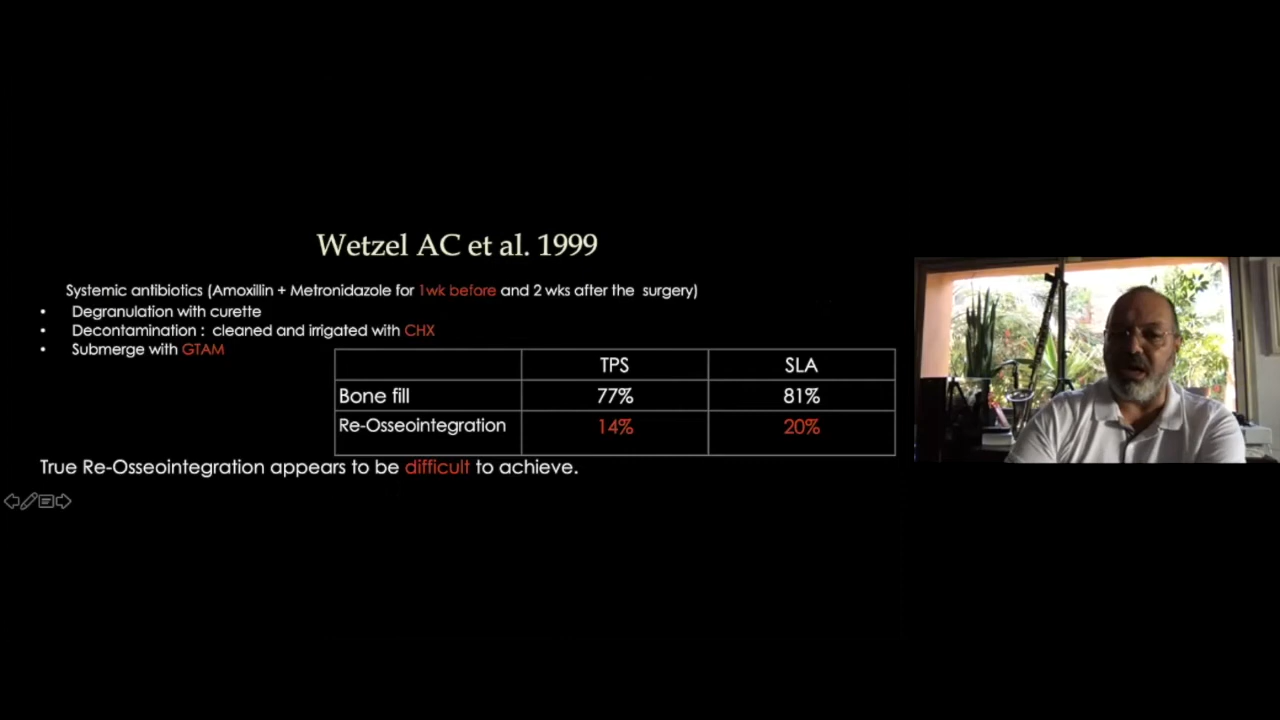 Wetzel AC et al. 1999
Systemic antibiotics (Amoxillin + Metronidazole for 1wk before and 2 wks after the surgery)
• Degranulation with curette
• Decontamination : cleaned and irrigated with CHX
• Submerge with GTAM
TPS SLA
Bone fill 77% 81%
Re-Osseointegration 14% 20%
True Re-Osseointegration appears to be difficult to achieve.